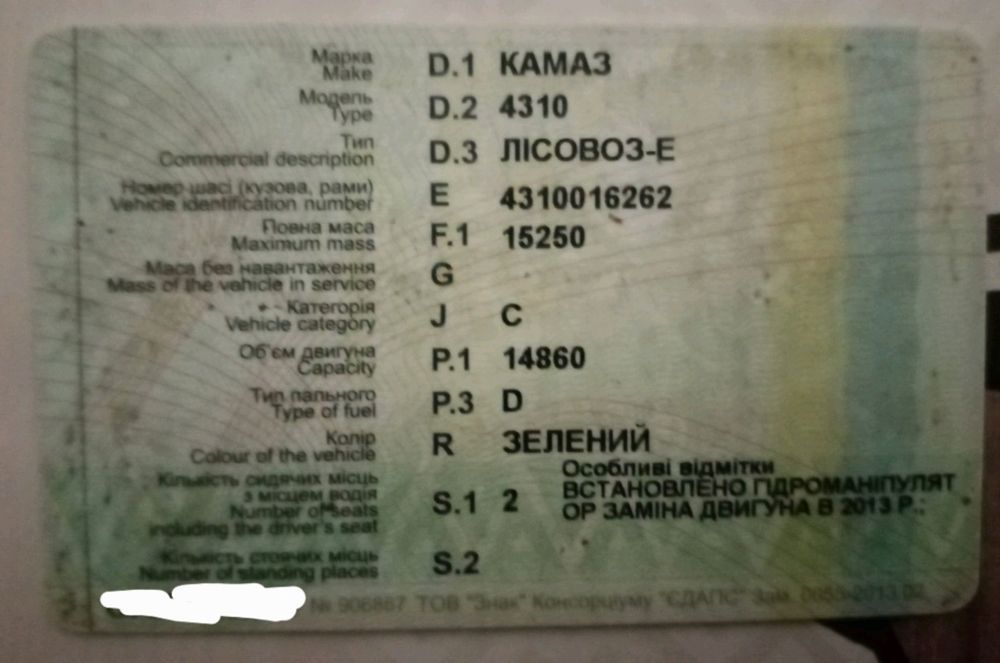 Марка
Make D.1 КАМАЗ
Модель
Type D.2 4310
Тип
Commercial description D.3 ЛІСОВОЗ-Е
Номер шасі (кузова, рами)
Vehicle identification number E 4310016262
Повна маса
Maximum mass F.1 15250
Маса без навантаження
Mass of the vehicle in service G
Категорія
Vehicle category J C
Об'єм двигуна
Capacity P.1 14860
Тип пального
Type of fuel P.3 D
Колір
Colour of the vehicle R ЗЕЛЕНИЙ
Кількість сидячих місць
з місцем водія
Number of seats
including the driver's seat S.1 2
Особливі відмітки
ВСТАНОВЛЕНО ГІДРОМАНІПУЛЯТ
ОР ЗАМІНА ДВИГУНА В 2013 Р.;
Кількість стоячих місць
Number of standing places S.2
№ 906867 ТОВ "Знак" Консорціуму "ЄДАПС" Зам. 0653-2013.02